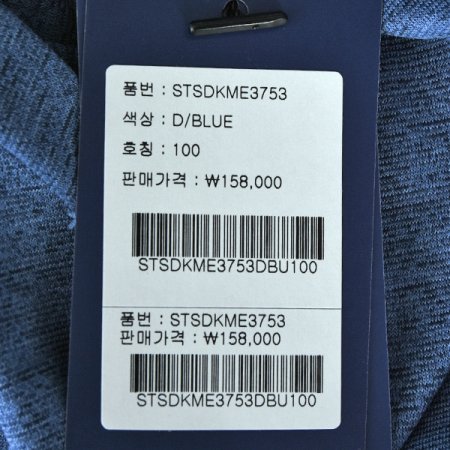 품번 : STSDKME3753
색상 : D/BLUE
호칭 : 100
판매가격 : ₩158,000
STSDKME3753DBU100
품번 : STSDKME3753
판매가격 : ₩158,000
STSDKME3753DBU100